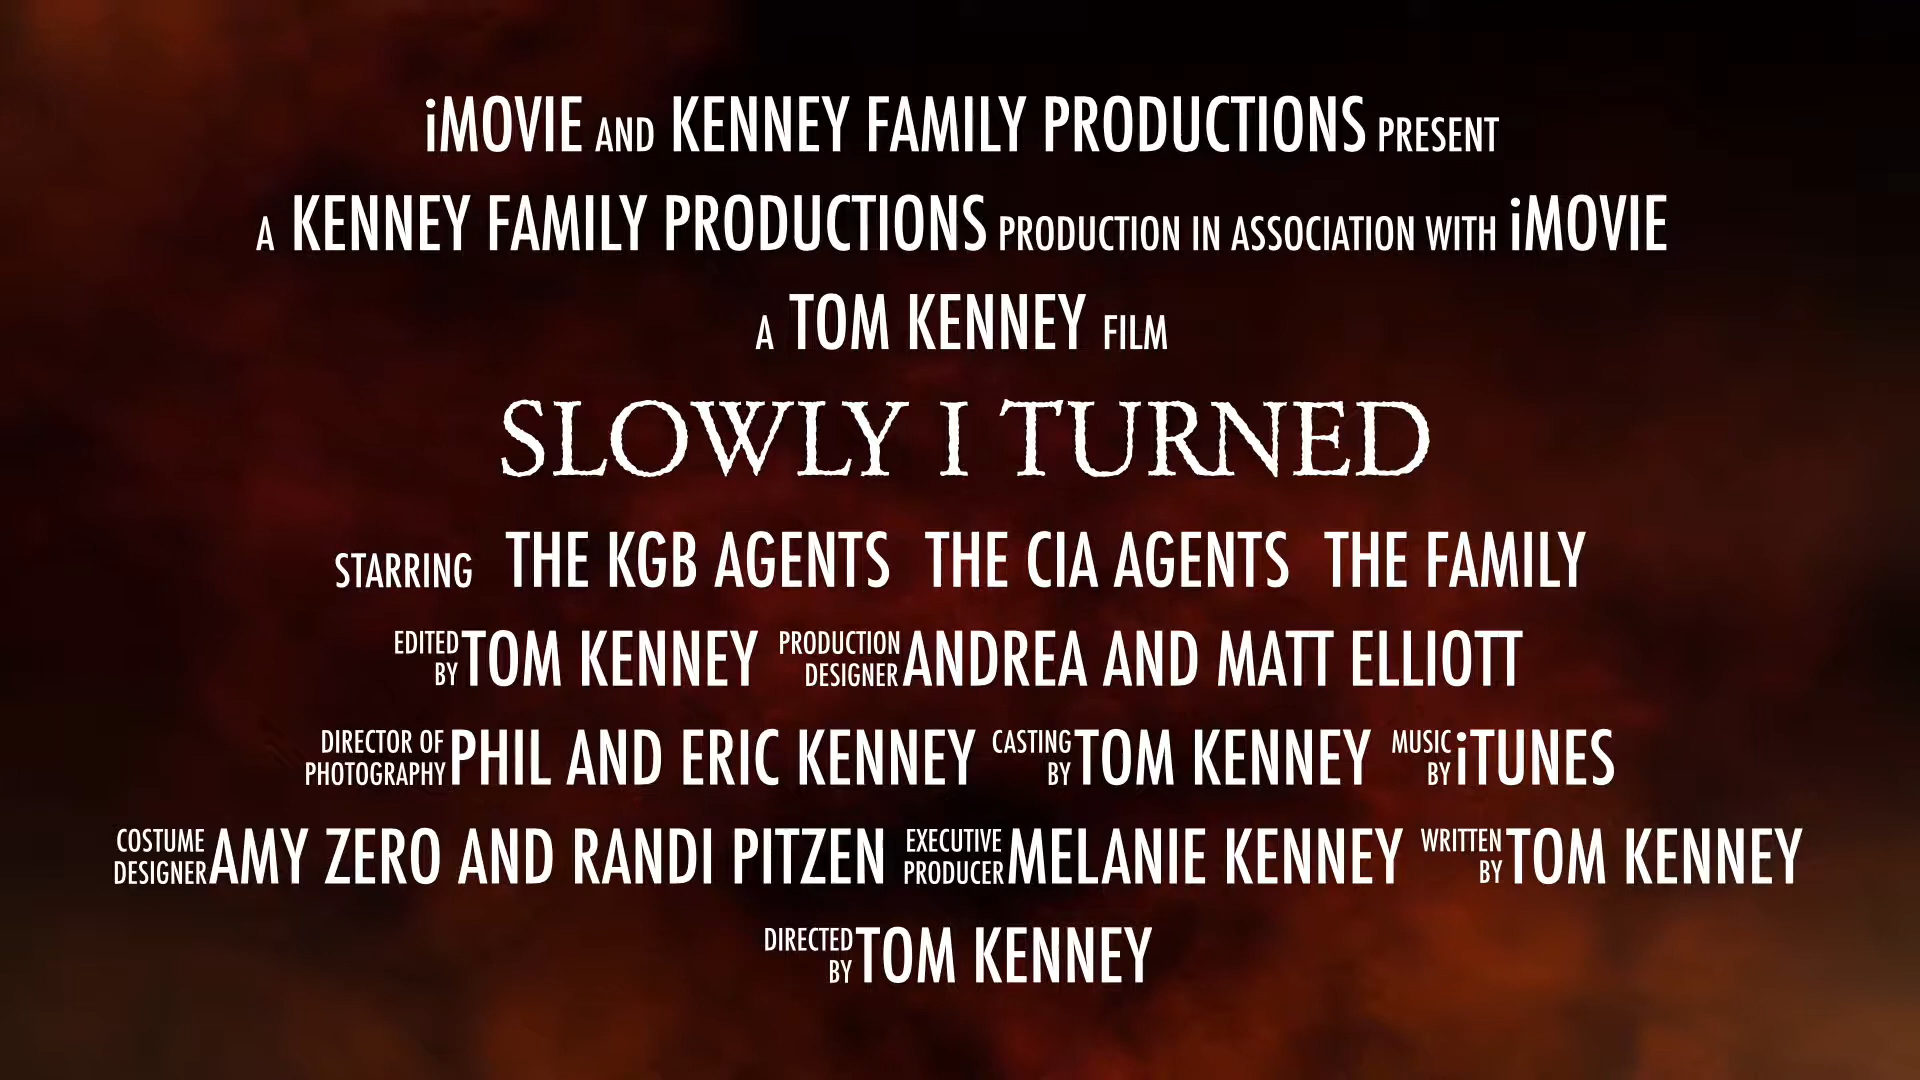 iMOVIE AND KENNEY FAMILY PRODUCTIONS PRESENT
A KENNEY FAMILY PRODUCTIONS PRODUCTION IN ASSOCIATION WITH iMOVIE
A TOM KENNEY FILM
SLOWLY I TURNED
STARRING THE KGB AGENTS THE CIA AGENTS THE FAMILY
EDITED BY TOM KENNEY PRODUCTION DESIGNER ANDREA AND MATT ELLIOTT
DIRECTOR OF PHOTOGRAPHY PHIL AND ERIC KENNEY CASTING BY TOM KENNEY MUSIC BY iTUNES
COSTUME DESIGNER AMY ZERO AND RANDI PITZEN EXECUTIVE PRODUCER MELANIE KENNEY WRITTEN BY TOM KENNEY
DIRECTED BY TOM KENNEY